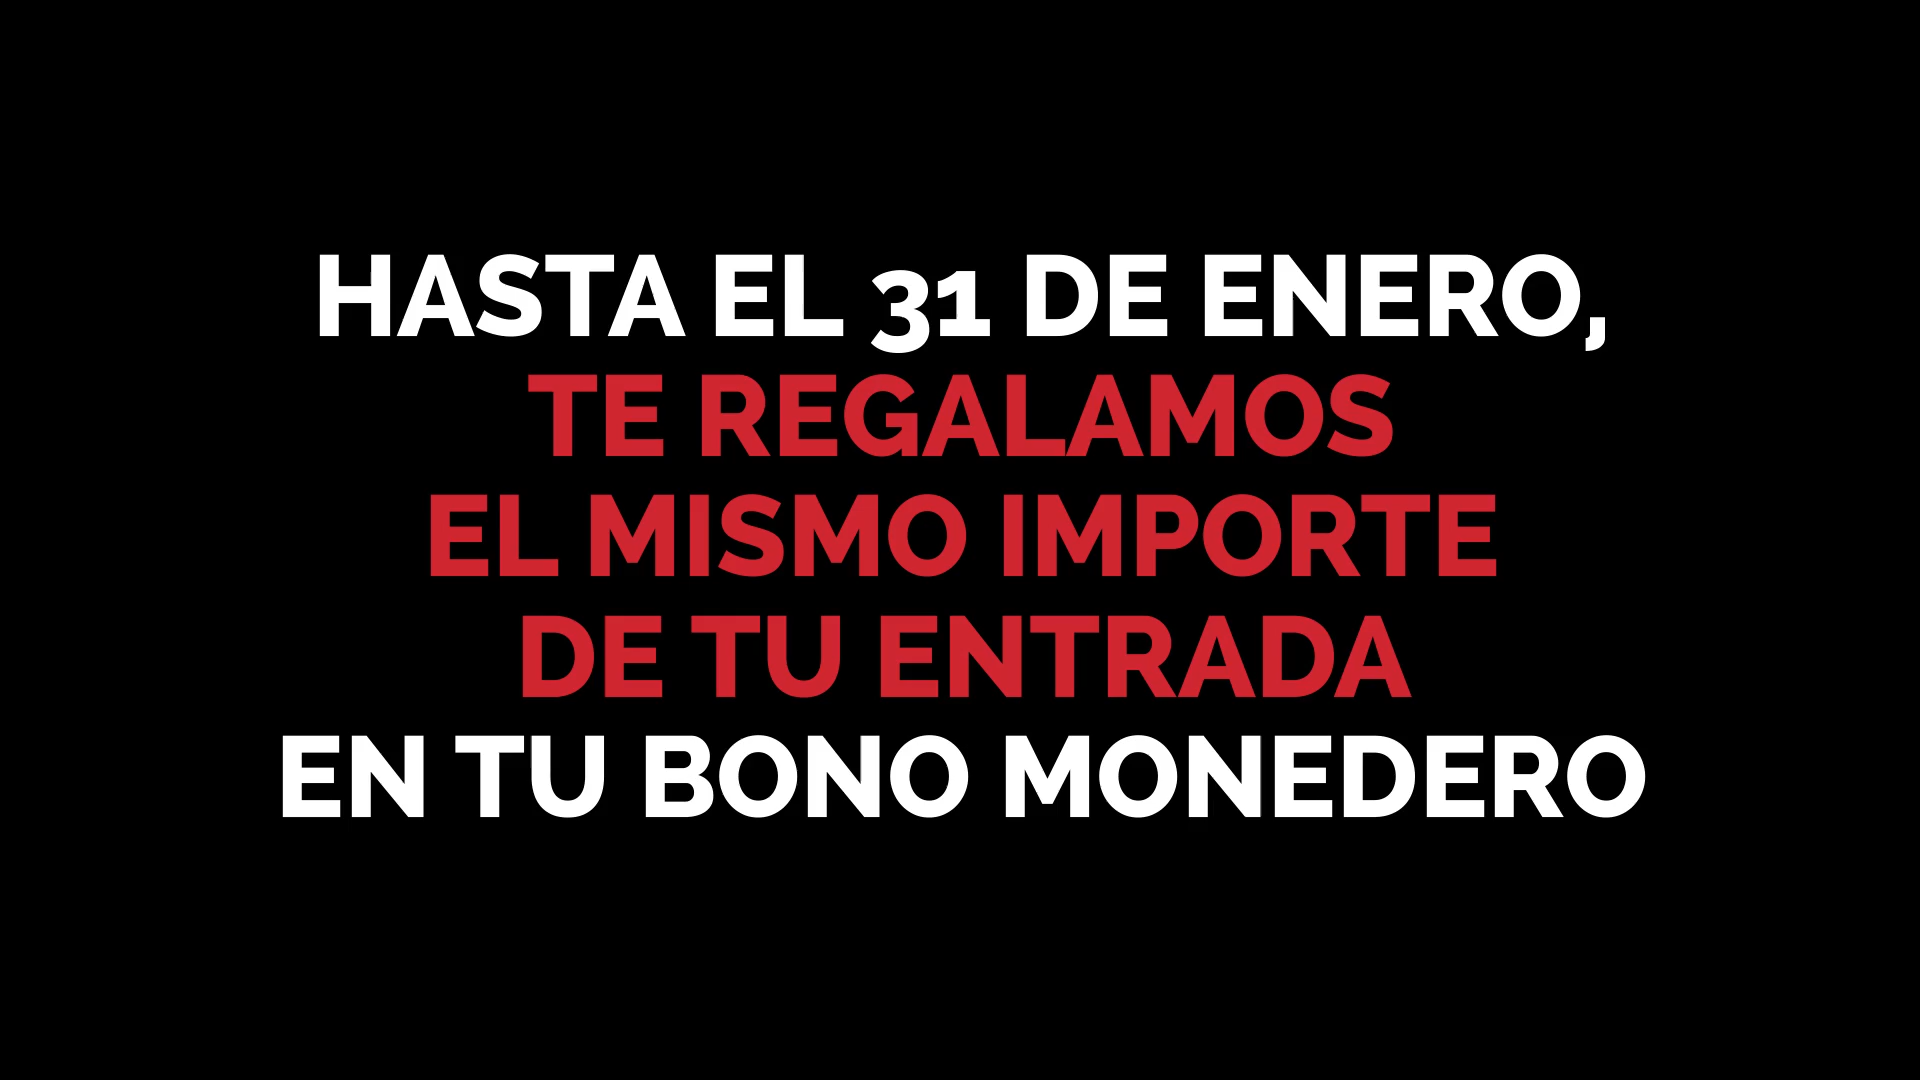 HASTA EL 31 DE ENERO,
TE REGALAMOS
EL MISMO IMPORTE
DE TU ENTRADA
EN TU BONO MONEDERO